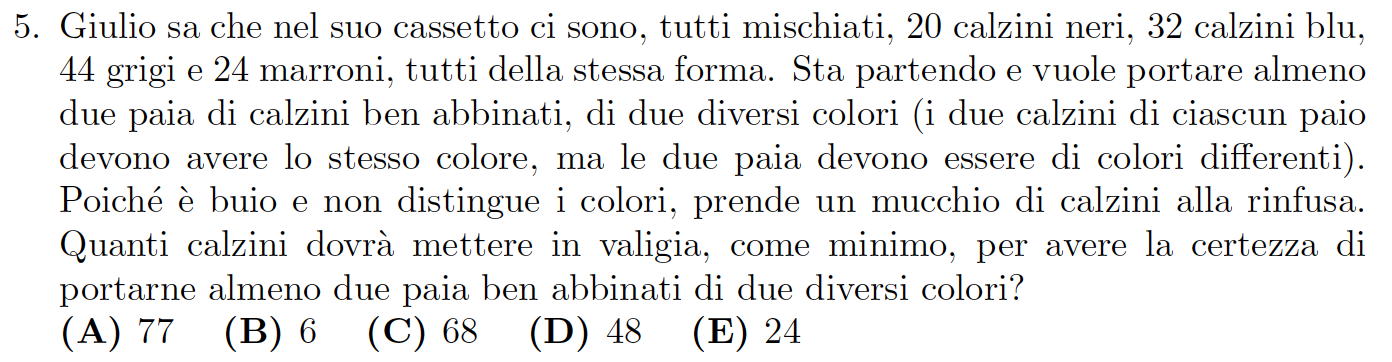 5. Giulio sa che nel suo cassetto ci sono, tutti mischiati, 20 calzini neri, 32 calzini blu,
44 grigi e 24 marroni, tutti della stessa forma. Sta partendo e vuole portare almeno
due paia di calzini ben abbinati, di due diversi colori (i due calzini di ciascun paio
devono avere lo stesso colore, ma le due paia devono essere di colori differenti).
Poiché è buio e non distingue i colori, prende un mucchio di calzini alla rinfusa.
Quanti calzini dovrà mettere in valigia, come minimo, per avere la certezza di
portarne almeno due paia ben abbinati di due diversi colori?
(A) 77 (B) 6 (C) 68 (D) 48 (E) 24